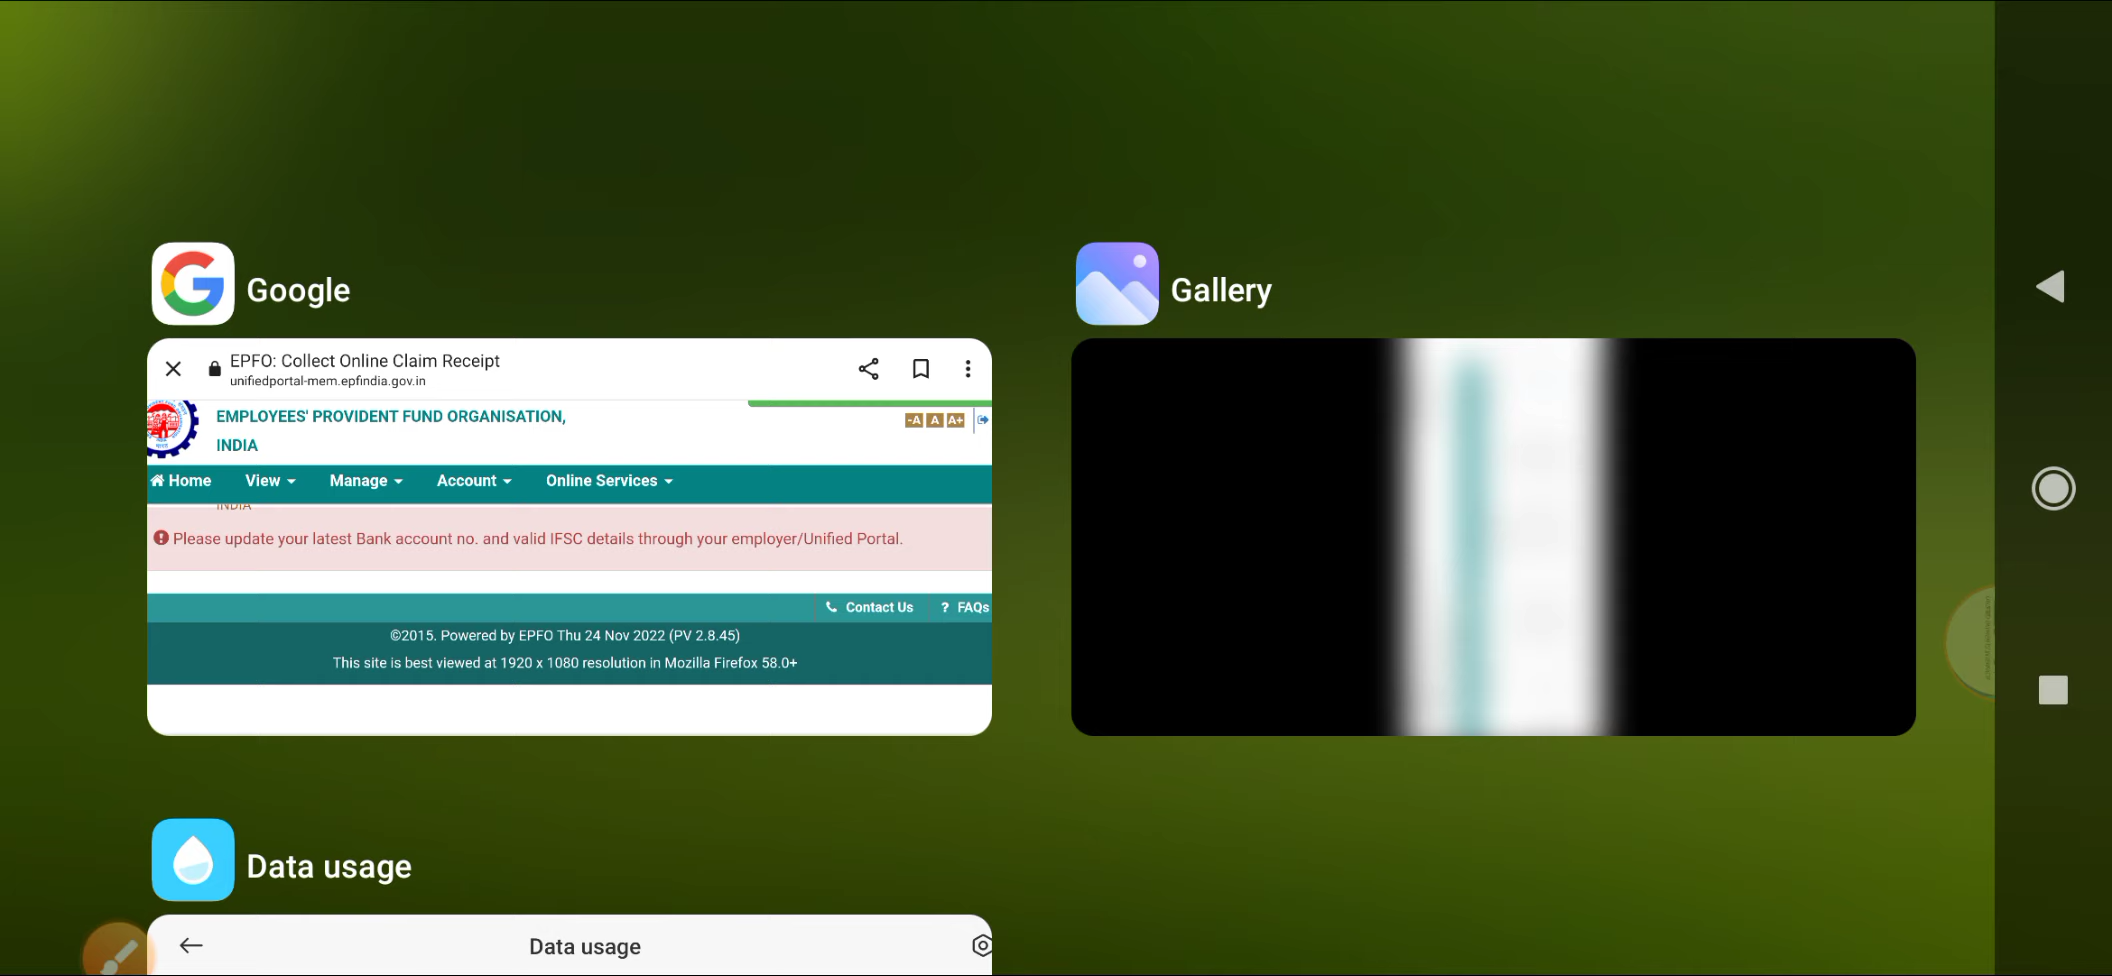 Google
EPFO: Collect Online Claim Receipt
unifiedportal-mem.epfindia.gov.in
EMPLOYEES' PROVIDENT FUND ORGANISATION,
INDIA
-A A A+
Home View Manage Account Online Services
INDIA
Please update your latest Bank account no. and valid IFSC details through your employer/Unified Portal.
Contact Us ? FAQs
©2015. Powered by EPFO Thu 24 Nov 2022 (PV 2.8.45)
This site is best viewed at 1920 x 1080 resolution in Mozilla Firefox 58.0+
Gallery
Data usage
Data usage